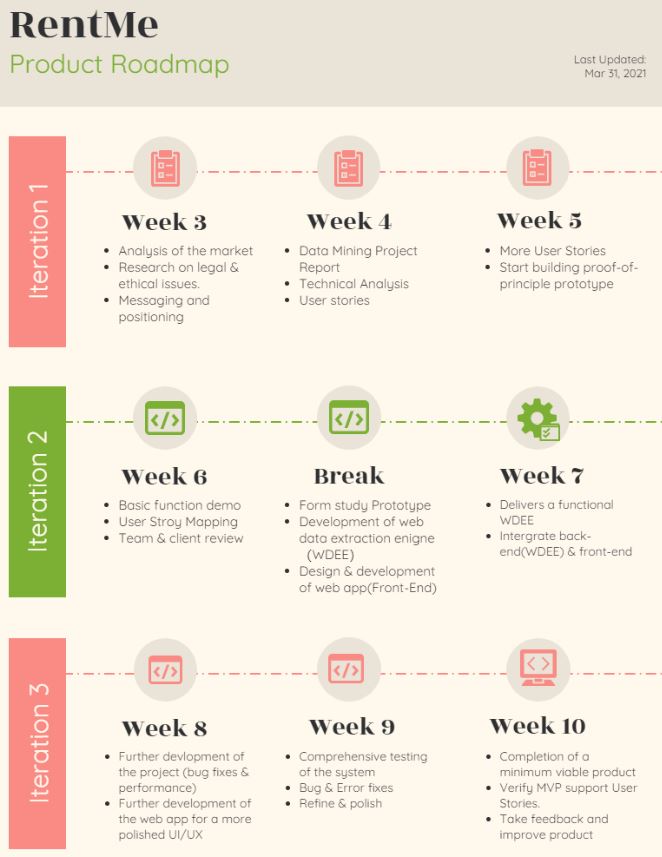 RentMe
Product Roadmap
Last Updated:
Mar 31, 2021
Iteration 1
Week 3
Analysis of the market
Research on legal &
ethical issues.
Messaging and
positioning
Week 4
Data Mining Project
Report
Technical Analysis
User stories
Week 5
More User Stories
Start building proof-of-
principle prototype
Iteration 2
Week 6
Basic function demo
User Stroy Mapping
Team & client review
Break
Form study Prototype
Development of web
data extraction enigne
(WDEE)
Design & development
of web app(Front-End)
Week 7
Delivers a functional
WDEE
Intergrate back-
end(WDEE) & front-end
Iteration 3
Week 8
Further devlopment of
the project (bug fixes &
performance)
Further development of
the web app for a more
polished UI/UX
Week 9
Comprehensive testing
of the system
Bug & Error fixes
Refine & polish
Week 10
Completion of a
minimum viable product
Verify MVP support User
Stories.
Take feedback and
improve product